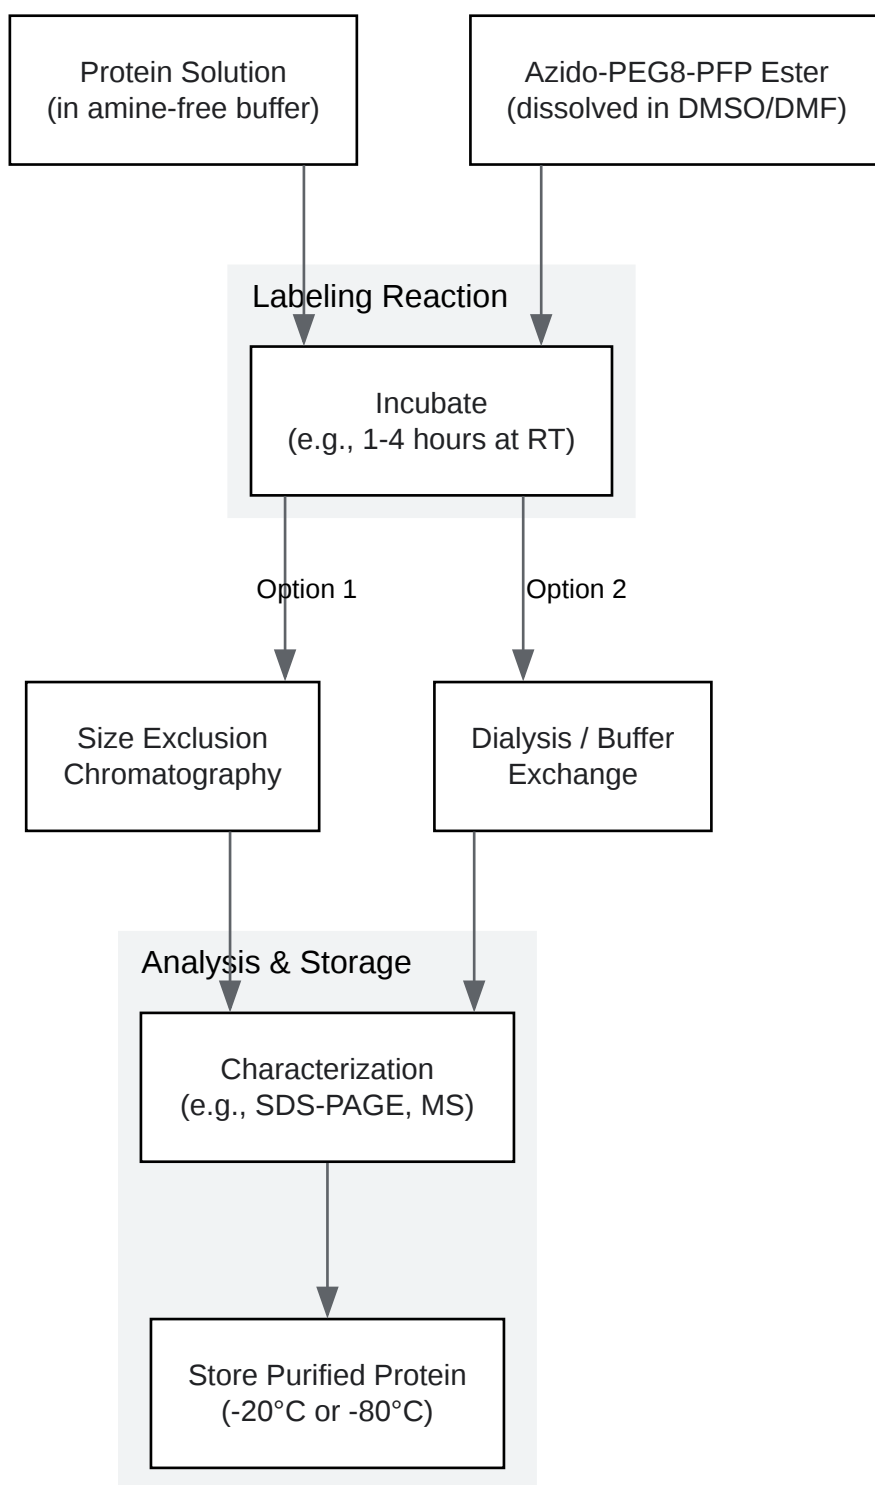 Protein Solution
(in amine-free buffer)
Azido-PEG8-PFP Ester
(dissolved in DMSO/DMF)
Labeling Reaction
Incubate
(e.g., 1-4 hours at RT)
Option 1
Option 2
Size Exclusion
Chromatography
Dialysis / Buffer
Exchange
Analysis & Storage
Characterization
(e.g., SDS-PAGE, MS)
Store Purified Protein
(-20°C or -80°C)